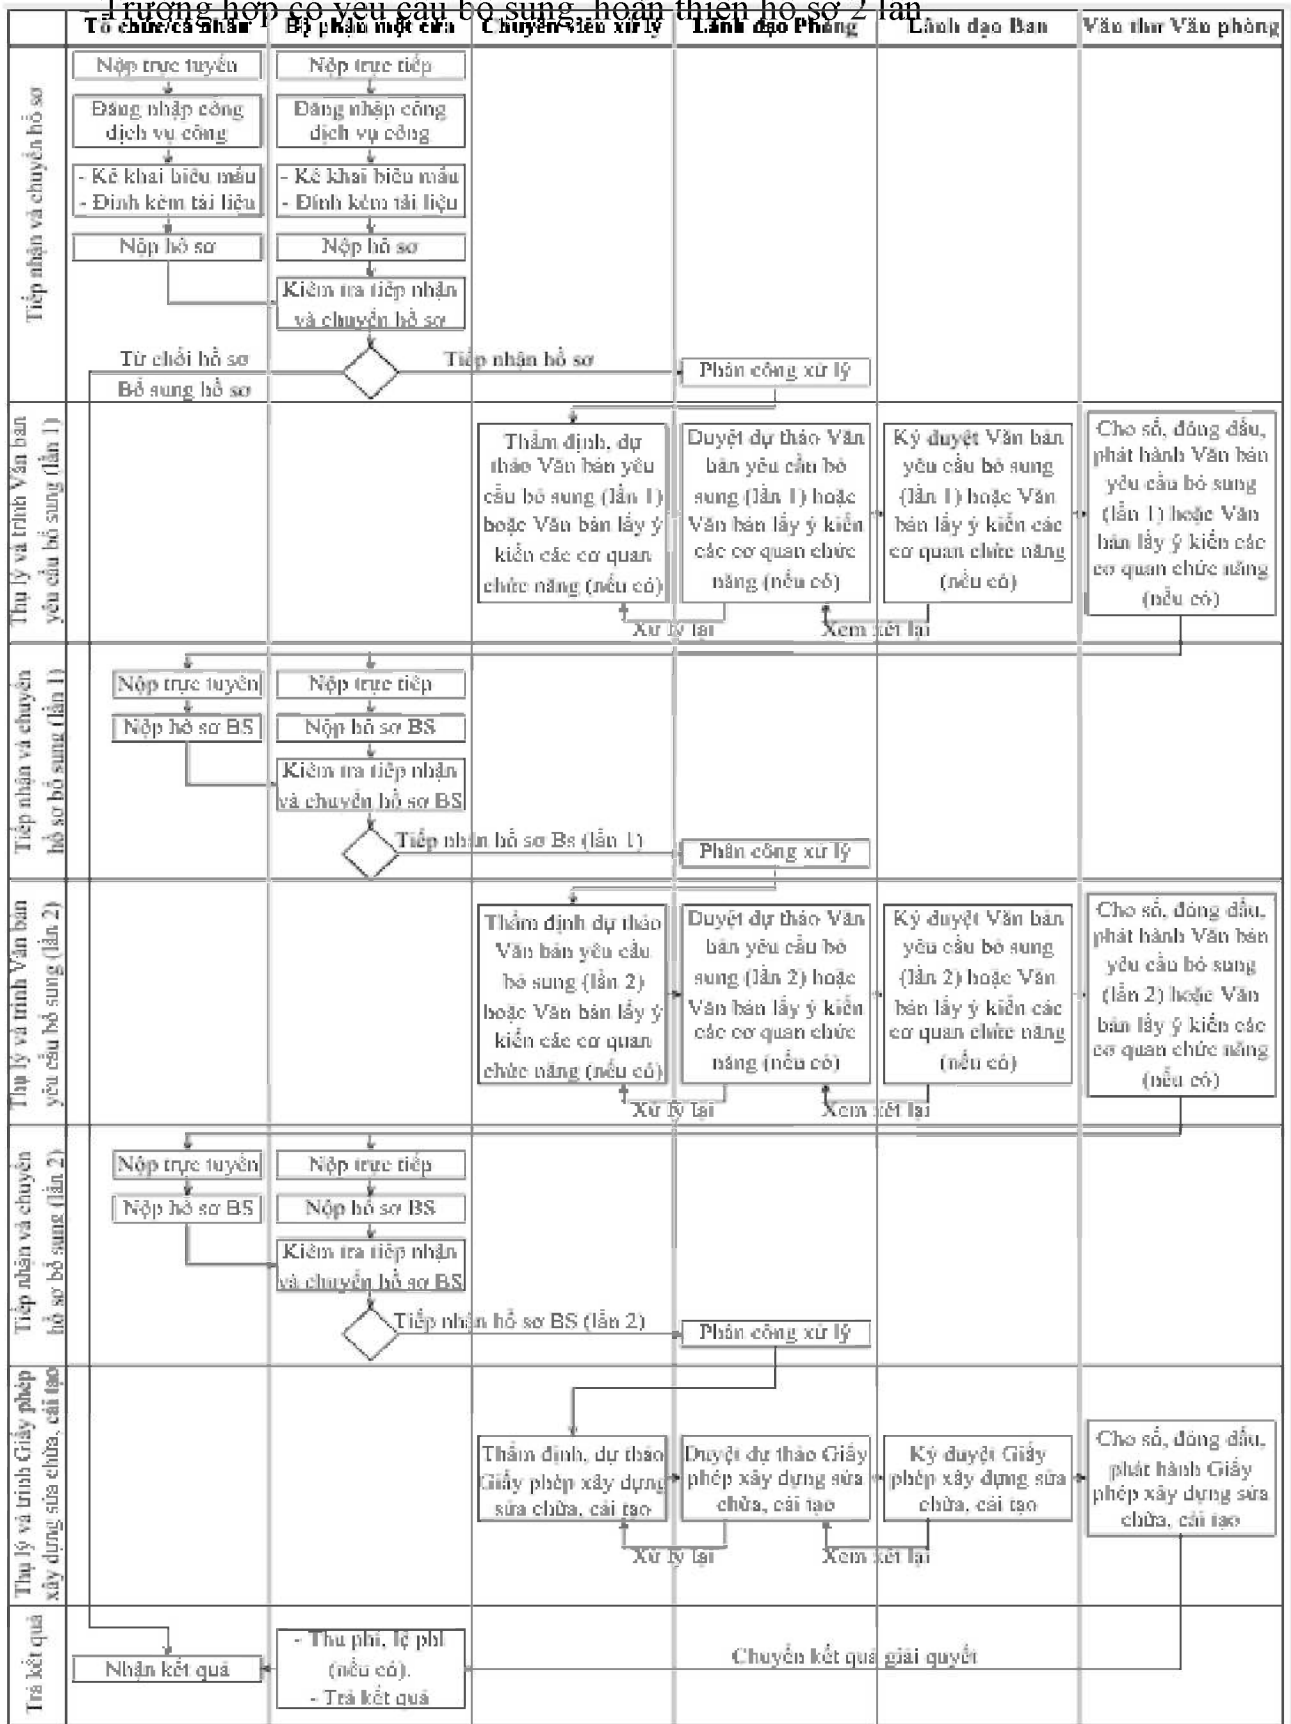 - Trường hợp có yêu cầu bổ sung, hoàn thiện hồ sơ 2 lần
Tổ chức/cá nhân
Bộ phận một cửa
Chuyên viên xử lý
Lãnh đạo Phòng
Lãnh đạo Ban
Văn thư Văn phòng
Tiếp nhận và chuyển hồ sơ
Nộp trực tuyến
Đăng nhập cổng
dịch vụ công
- Kê khai biểu mẫu
- Đính kèm tài liệu
Nộp hồ sơ
Nộp trực tiếp
Đăng nhập cổng
dịch vụ công
- Kê khai biểu mẫu
- Đính kèm tài liệu
Nộp hồ sơ
Kiểm tra tiếp nhận
và chuyển hồ sơ
Từ chối hồ sơ
Bổ sung hồ sơ
Tiếp nhận hồ sơ
Phân công xử lý
Thụ lý và trình Văn bản
yêu cầu bổ sung (lần 1)
Thẩm định, dự
thảo Văn bản yêu
cầu bổ sung (lần 1)
hoặc Văn bản lấy ý
kiến các cơ quan
chức năng (nếu có)
Duyệt dự thảo Văn
bản yêu cầu bổ
sung (lần 1) hoặc
Văn bản lấy ý kiến
các cơ quan chức
năng (nếu có)
Ký duyệt Văn bản
yêu cầu bổ sung
(lần 1) hoặc Văn
bản lấy ý kiến các
cơ quan chức năng
(nếu có)
Cho số, đóng dấu,
phát hành Văn bản
yêu cầu bổ sung
(lần 1) hoặc Văn
bản lấy ý kiến các
cơ quan chức năng
(nếu có)
Xử lý lại
Xem xét lại
Tiếp nhận và chuyển
hồ sơ bổ sung (lần 1)
Nộp trực tuyến
Nộp hồ sơ BS
Nộp trực tiếp
Nộp hồ sơ BS
Kiểm tra tiếp nhận
và chuyển hồ sơ BS
Tiếp nhận hồ sơ Bs (lần 1)
Phân công xử lý
Thụ lý và trình Văn bản
yêu cầu bổ sung (lần 2)
Thẩm định dự thảo
Văn bản yêu cầu
bổ sung (lần 2)
hoặc Văn bản lấy ý
kiến các cơ quan
chức năng (nếu có)
Duyệt dự thảo Văn
bản yêu cầu bổ
sung (lần 2) hoặc
Văn bản lấy ý kiến
các cơ quan chức
năng (nếu có)
Ký duyệt Văn bản
yêu cầu bổ sung
(lần 2) hoặc Văn
bản lấy ý kiến các
cơ quan chức năng
(nếu có)
Cho số, đóng dấu,
phát hành Văn bản
yêu cầu bổ sung
(lần 2) hoặc Văn
bản lấy ý kiến các
cơ quan chức năng
(nếu có)
Xử lý lại
Xem xét lại
Tiếp nhận và chuyển
hồ sơ bổ sung (lần 2)
Nộp trực tuyến
Nộp hồ sơ BS
Nộp trực tiếp
Nộp hồ sơ BS
Kiểm tra tiếp nhận
và chuyển hồ sơ BS
Tiếp nhận hồ sơ BS (lần 2)
Phân công xử lý
Thụ lý và trình Giấy phép
xây dựng sửa chữa, cải tạo
Thẩm định, dự thảo
Giấy phép xây dựng
sửa chữa, cải tạo
Duyệt dự thảo Giấy
phép xây dựng sửa
chữa, cải tạo
Ký duyệt Giấy
phép xây dựng sửa
chữa, cải tạo
Cho số, đóng dấu,
phát hành Giấy
phép xây dựng sửa
chữa, cải tạo
Xử lý lại
Xem xét lại
Trả kết quả
Nhận kết quả
- Thu phí, lệ phí
(nếu có).
- Trả kết quả
Chuyển kết quả giải quyết